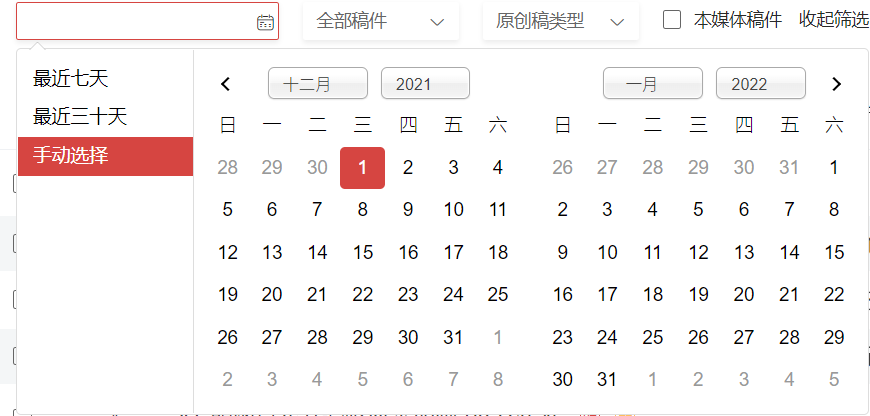 全部稿件 原创稿类型 本媒体稿件 收起筛选
最近七天
最近三十天
手动选择
十二月 2021
日 一 二 三 四 五 六
28 29 30 1 2 3 4
5 6 7 8 9 10 11
12 13 14 15 16 17 18
19 20 21 22 23 24 25
26 27 28 29 30 31 1
2 3 4 5 6 7 8
一月 2022
日 一 二 三 四 五 六
26 27 28 29 30 31 1
2 3 4 5 6 7 8
9 10 11 12 13 14 15
16 17 18 19 20 21 22
23 24 25 26 27 28 29
30 31 1 2 3 4 5